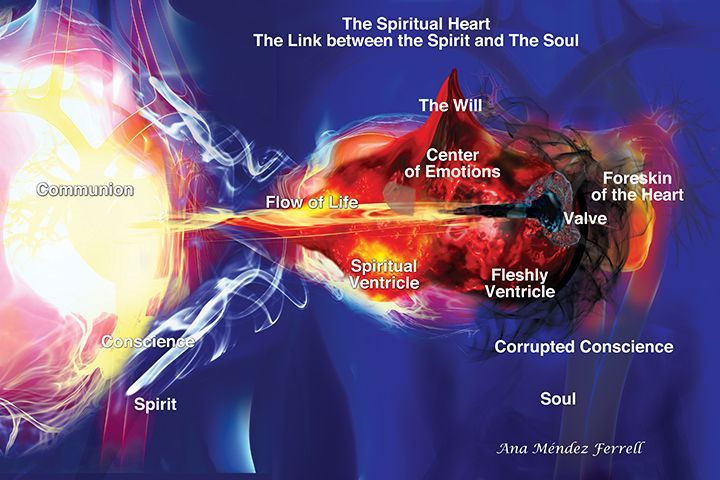 The Spiritual Heart
The Link between the Spirit and The Soul
The Will
Center
of Emotions
Foreskin
of the Heart
Communion
Flow of Life
Valve
Spiritual
Ventricle
Fleshly
Ventricle
Conscience
Corrupted Conscience
Spirit
Soul
Ana Méndez Ferrell